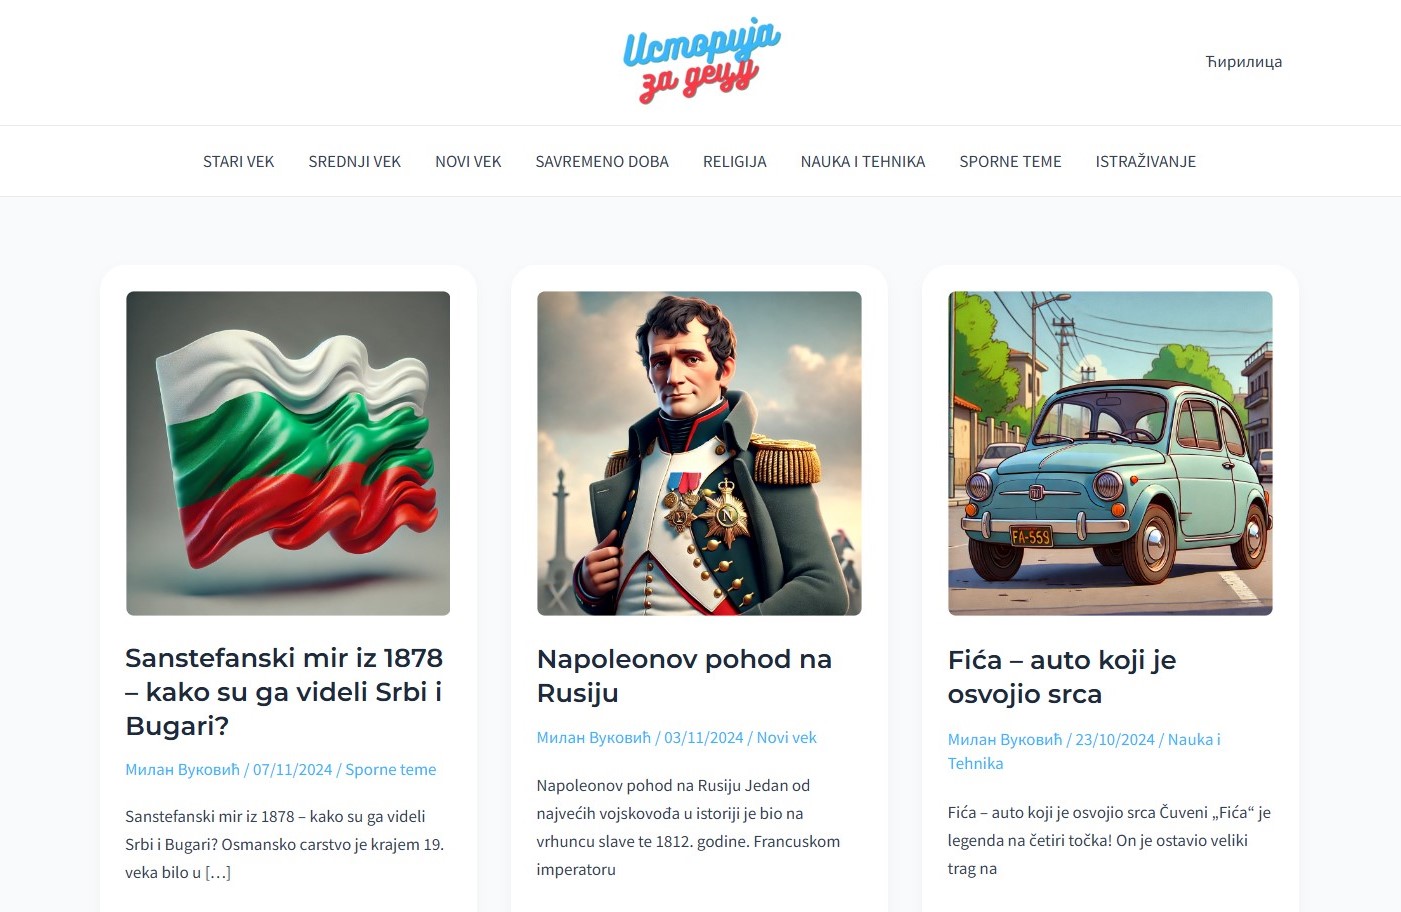 Историја
за децу
Ћирилица
STARI VEK SREDNJI VEK NOVI VEK SAVREMENO DOBA RELIGIJA NAUKA I TEHNIKA SPORNE TEME ISTRAŽIVANJE
N
FA-559
Sanstefanski mir iz 1878
– kako su ga videli Srbi i
Bugari?
Милан Вуковић / 07/11/2024 / Sporne teme
Sanstefanski mir iz 1878 – kako su ga videli
Srbi i Bugari? Osmansko carstvo je krajem 19.
veka bilo u […]
Napoleonov pohod na
Rusiju
Милан Вуковић / 03/11/2024 / Novi vek
Napoleonov pohod na Rusiju Jedan od
najvećih vojskovođa u istoriji je bio na
vrhuncu slave te 1812. godine. Francuskom
imperatoru
Fića – auto koji je
osvojio srca
Милан Вуковић / 23/10/2024 / Nauka i
Tehnika
Fića – auto koji je osvojio srca Čuveni „Fića“ je
legenda na četiri točka! On je ostavio veliki
trag na